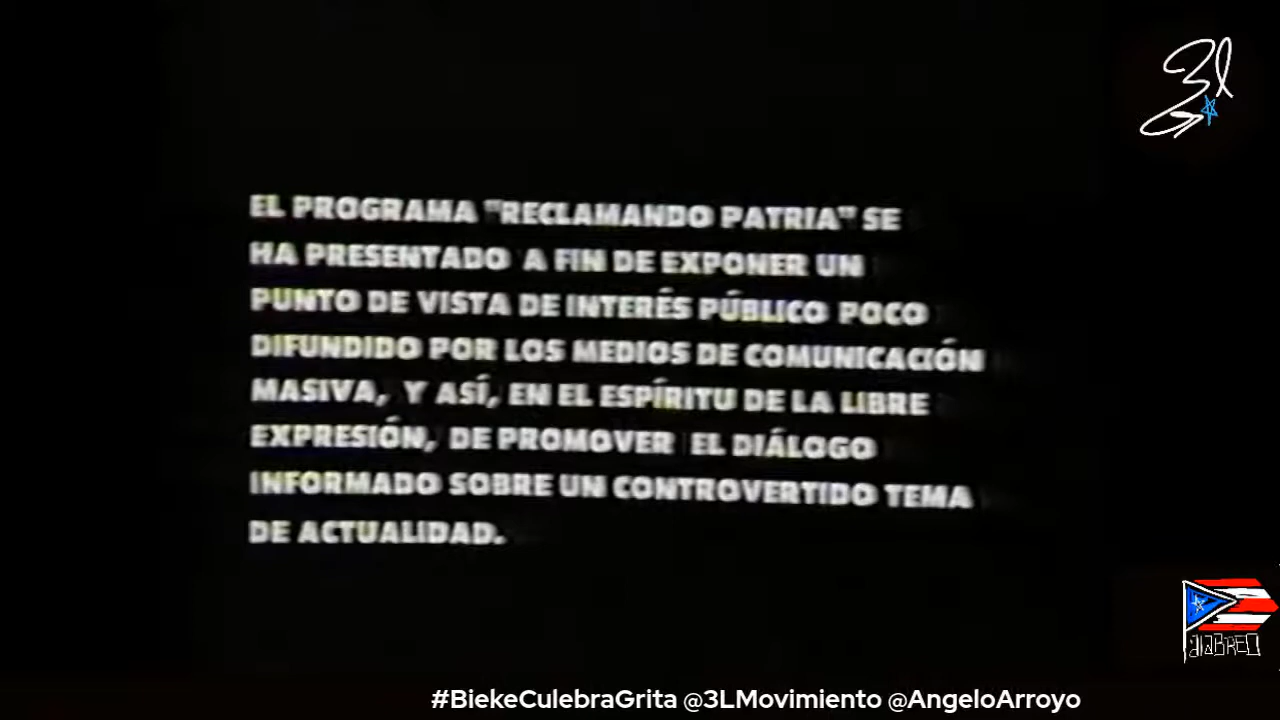 3l
EL PROGRAMA "RECLAMANDO PATRIA" SE
HA PRESENTADO A FIN DE EXPONER UN
PUNTO DE VISTA DE INTERÉS PÚBLICO POCO
DIFUNDIDO POR LOS MEDIOS DE COMUNICACIÓN
MASIVA, Y ASÍ, EN EL ESPÍRITU DE LA LIBRE
EXPRESIÓN, DE PROMOVER EL DIÁLOGO
INFORMADO SOBRE UN CONTROVERTIDO TEMA
DE ACTUALIDAD.
#BiekeCulebraGrita @3LMovimiento @AngeloArroyo